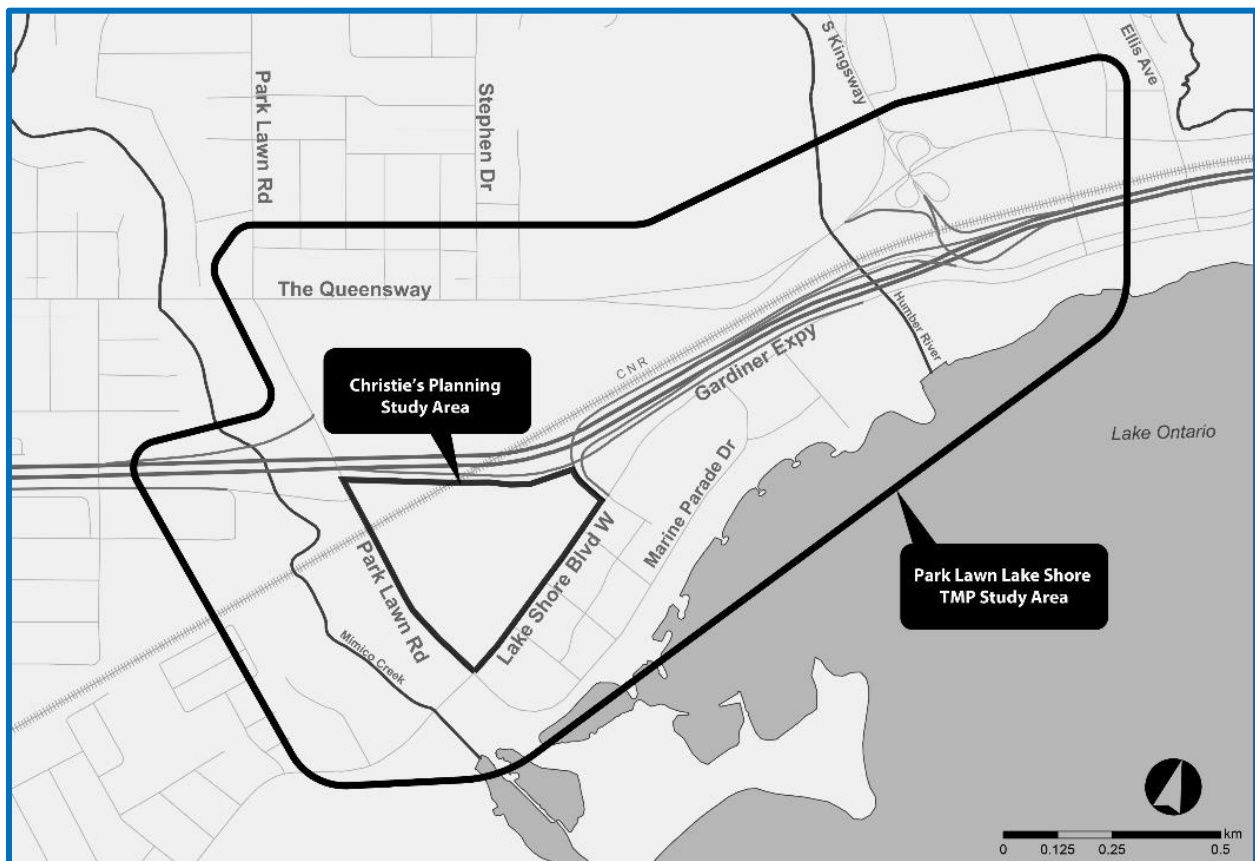 S Kingsway
Ellis Ave
Park Lawn Rd
Stephen Dr
The Queensway
Humber River
CNR
Gardiner Expy
Christie's Planning
Study Area
Lake Ontario
Marine Parade Dr
Lake Shore Blvd W
Park Lawn Rd
Park Lawn Lake Shore
TMP Study Area
Mimico Creek
km
0 0.125 0.25 0.5